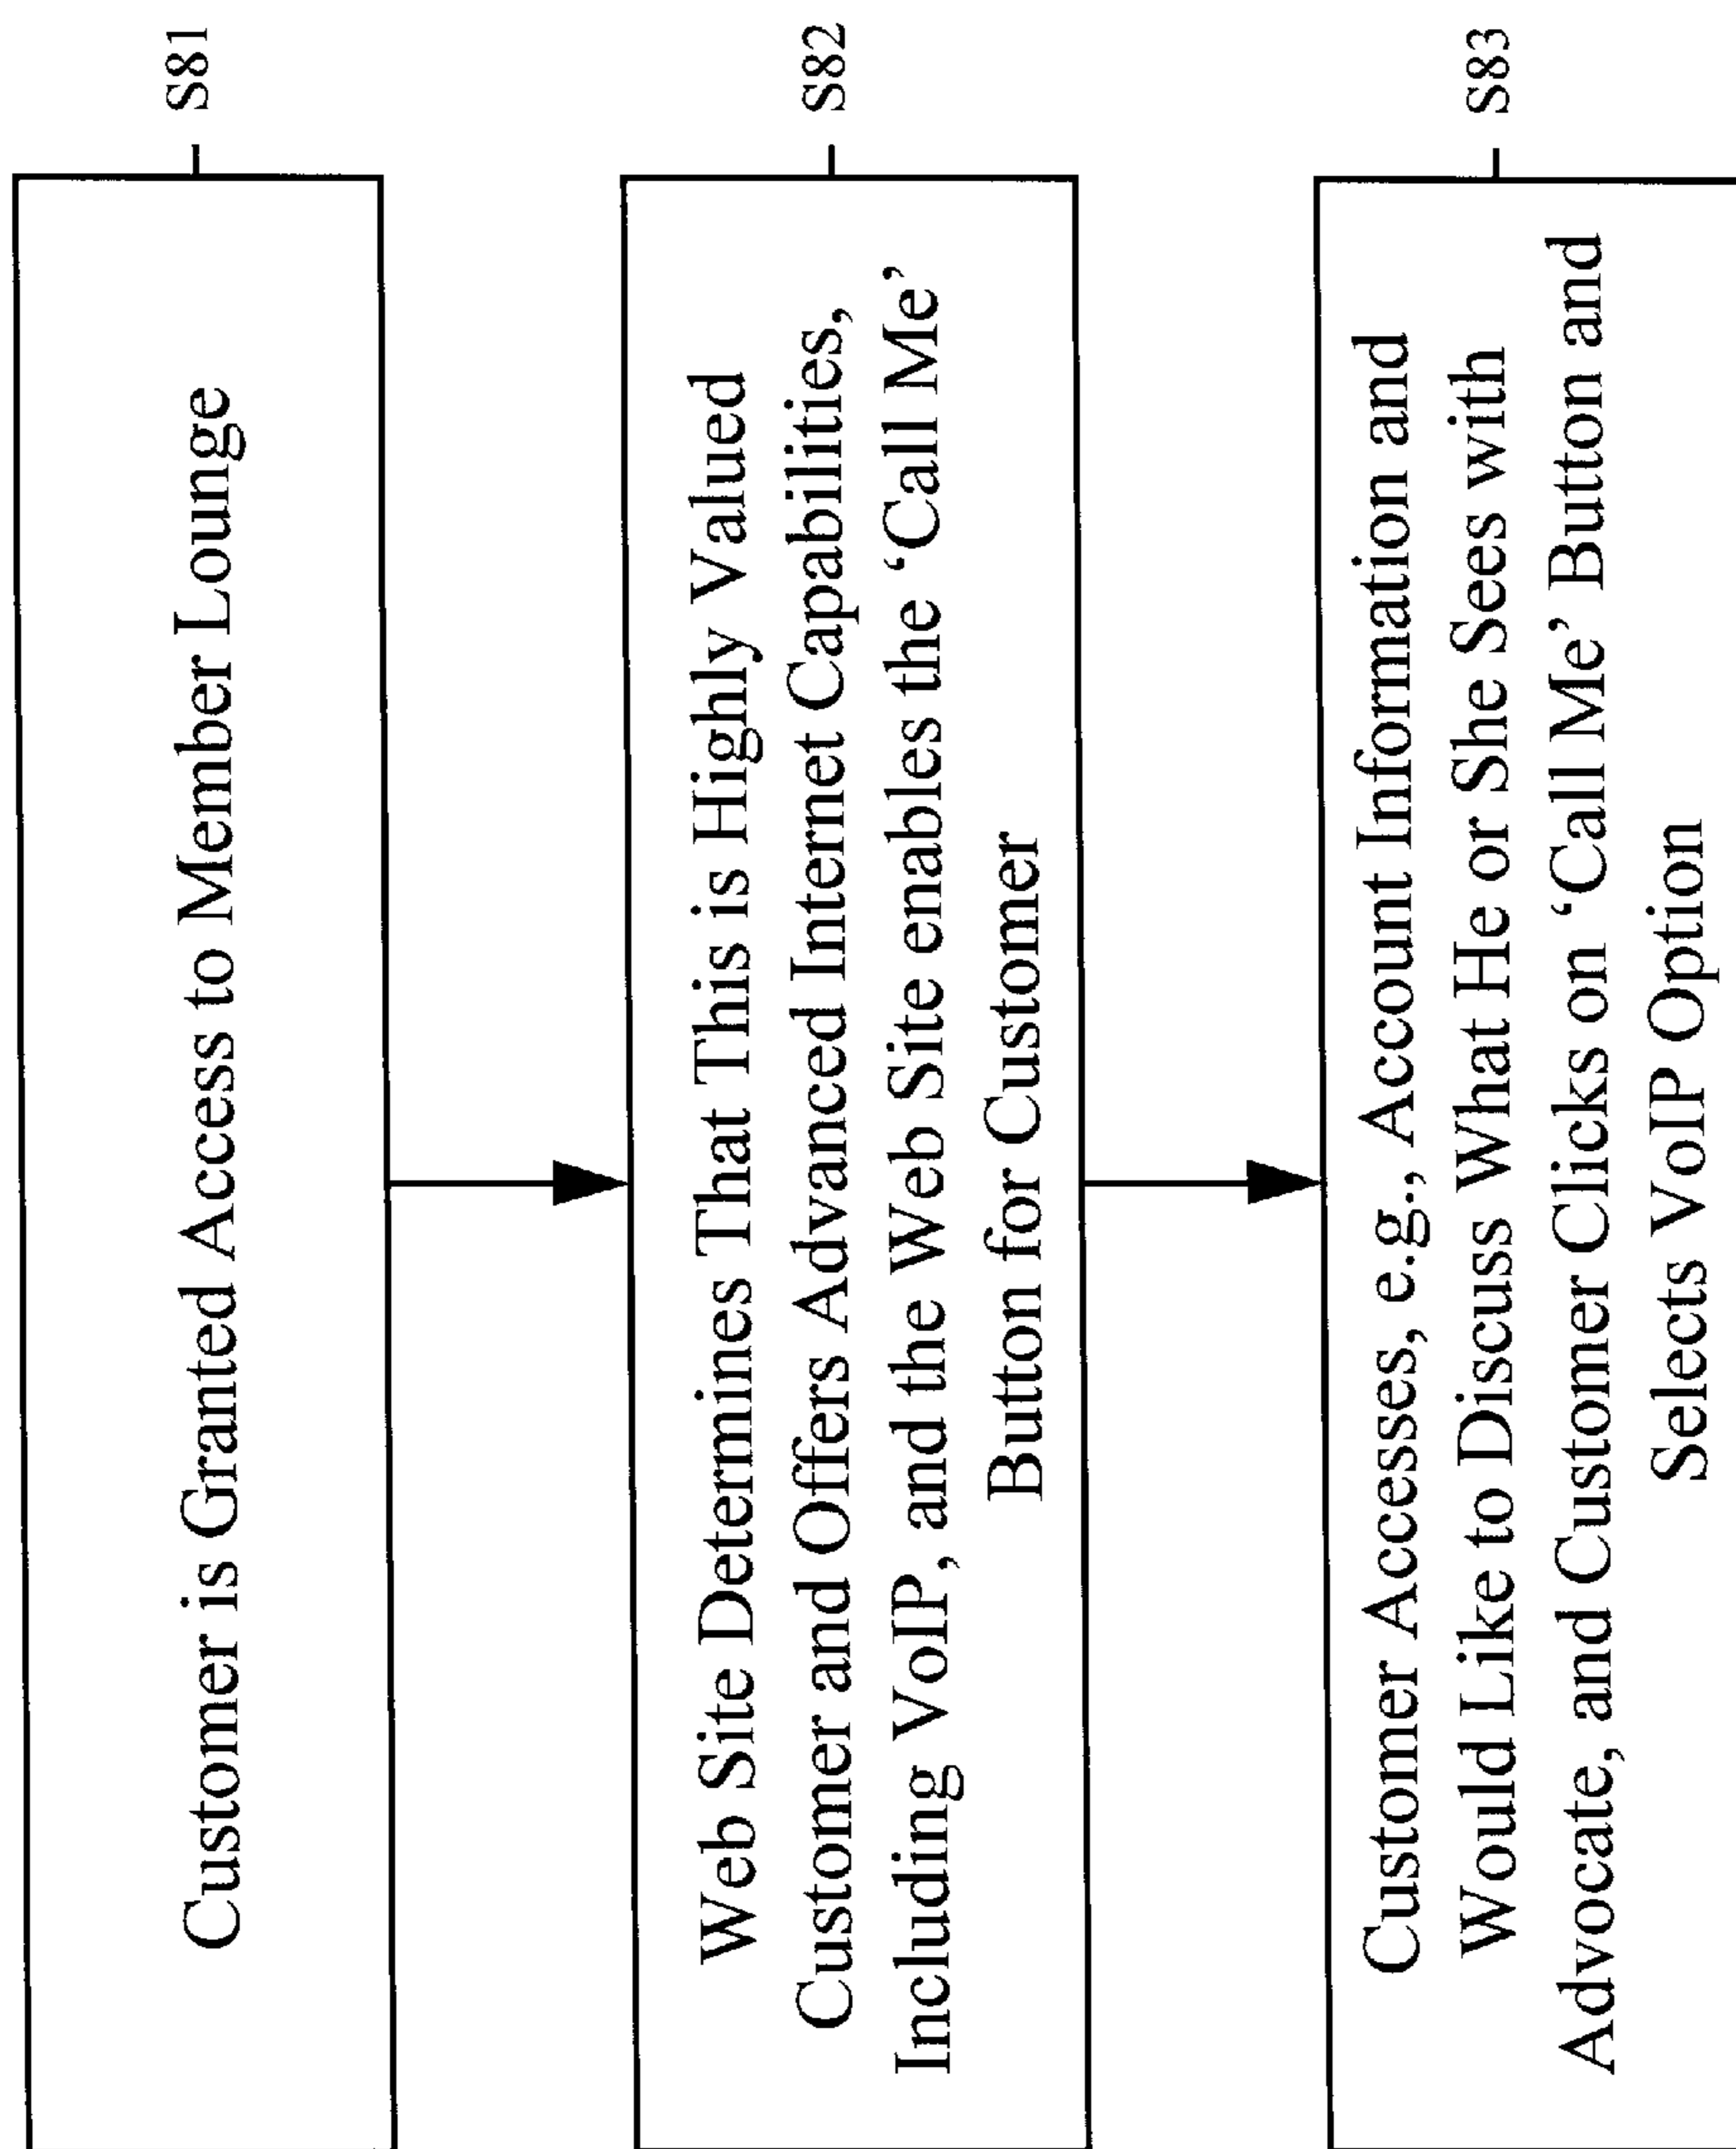 Customer is Granted Access to Member Lounge
S81
Web Site Determines That This is Highly Valued
Customer and Offers Advanced Internet Capabilities,
Including VoIP, and the Web Site enables the ‘Call Me’
Button for Customer
S82
Customer Accesses, e.g., Account Information and
Would Like to Discuss What He or She Sees with
Advocate, and Customer Clicks on ‘Call Me’ Button and
Selects VoIP Option
S83